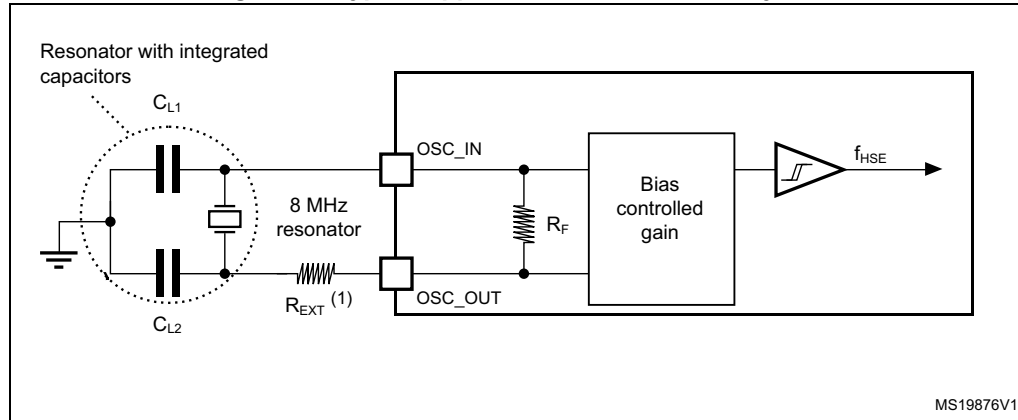 Resonator with integrated
capacitors
CL1
OSC_IN
fHSE
8 MHz
resonator
RF
Bias
controlled
gain
REXT (1)
OSC_OUT
CL2
MS19876V1